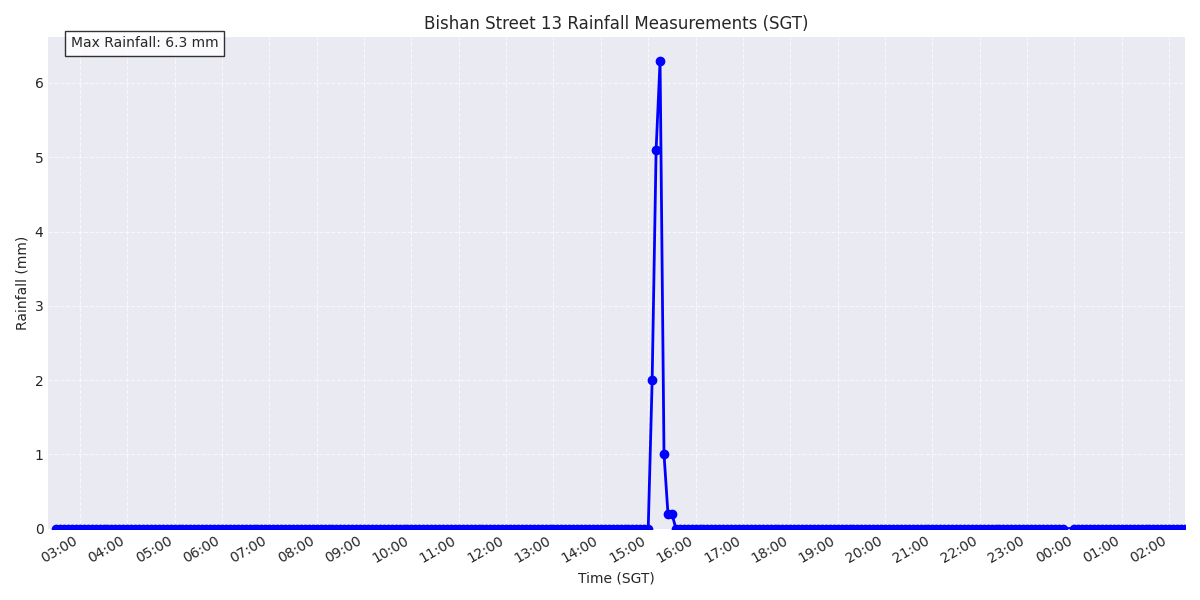 Bishan Street 13 Rainfall Measurements (SGT)
Max Rainfall: 6.3 mm
6
5
4
3
2
1
0
Rainfall (mm)
03:00 04:00 05:00 06:00 07:00 08:00 09:00 10:00 11:00 12:00 13:00 14:00 15:00 16:00 17:00 18:00 19:00 20:00 21:00 22:00 23:00 00:00 01:00 02:00
Time (SGT)